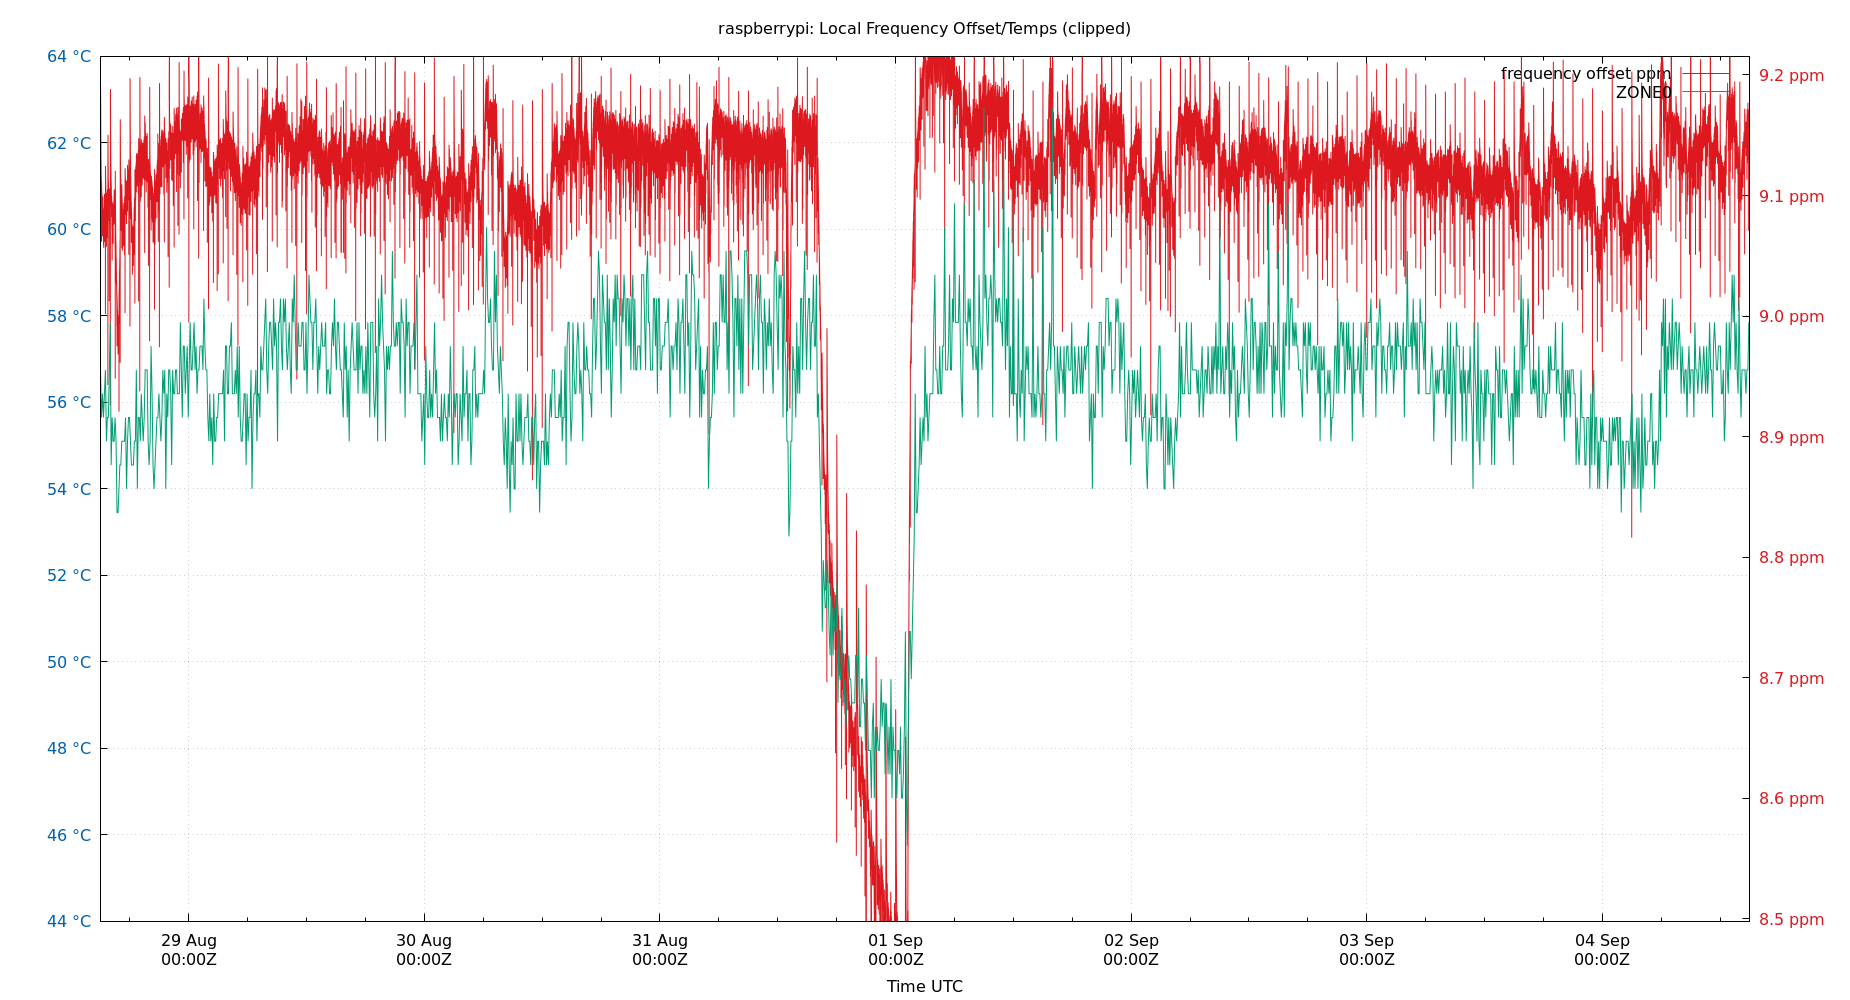 raspberrypi: Local Frequency Offset/Temps (clipped)
frequency offset ppm
ZONE0
64 °C
62 °C
60 °C
58 °C
56 °C
54 °C
52 °C
50 °C
48 °C
46 °C
44 °C
9.2 ppm
9.1 ppm
9.0 ppm
8.9 ppm
8.8 ppm
8.7 ppm
8.6 ppm
8.5 ppm
29 Aug
00:00Z
30 Aug
00:00Z
31 Aug
00:00Z
01 Sep
00:00Z
02 Sep
00:00Z
03 Sep
00:00Z
04 Sep
00:00Z
Time UTC